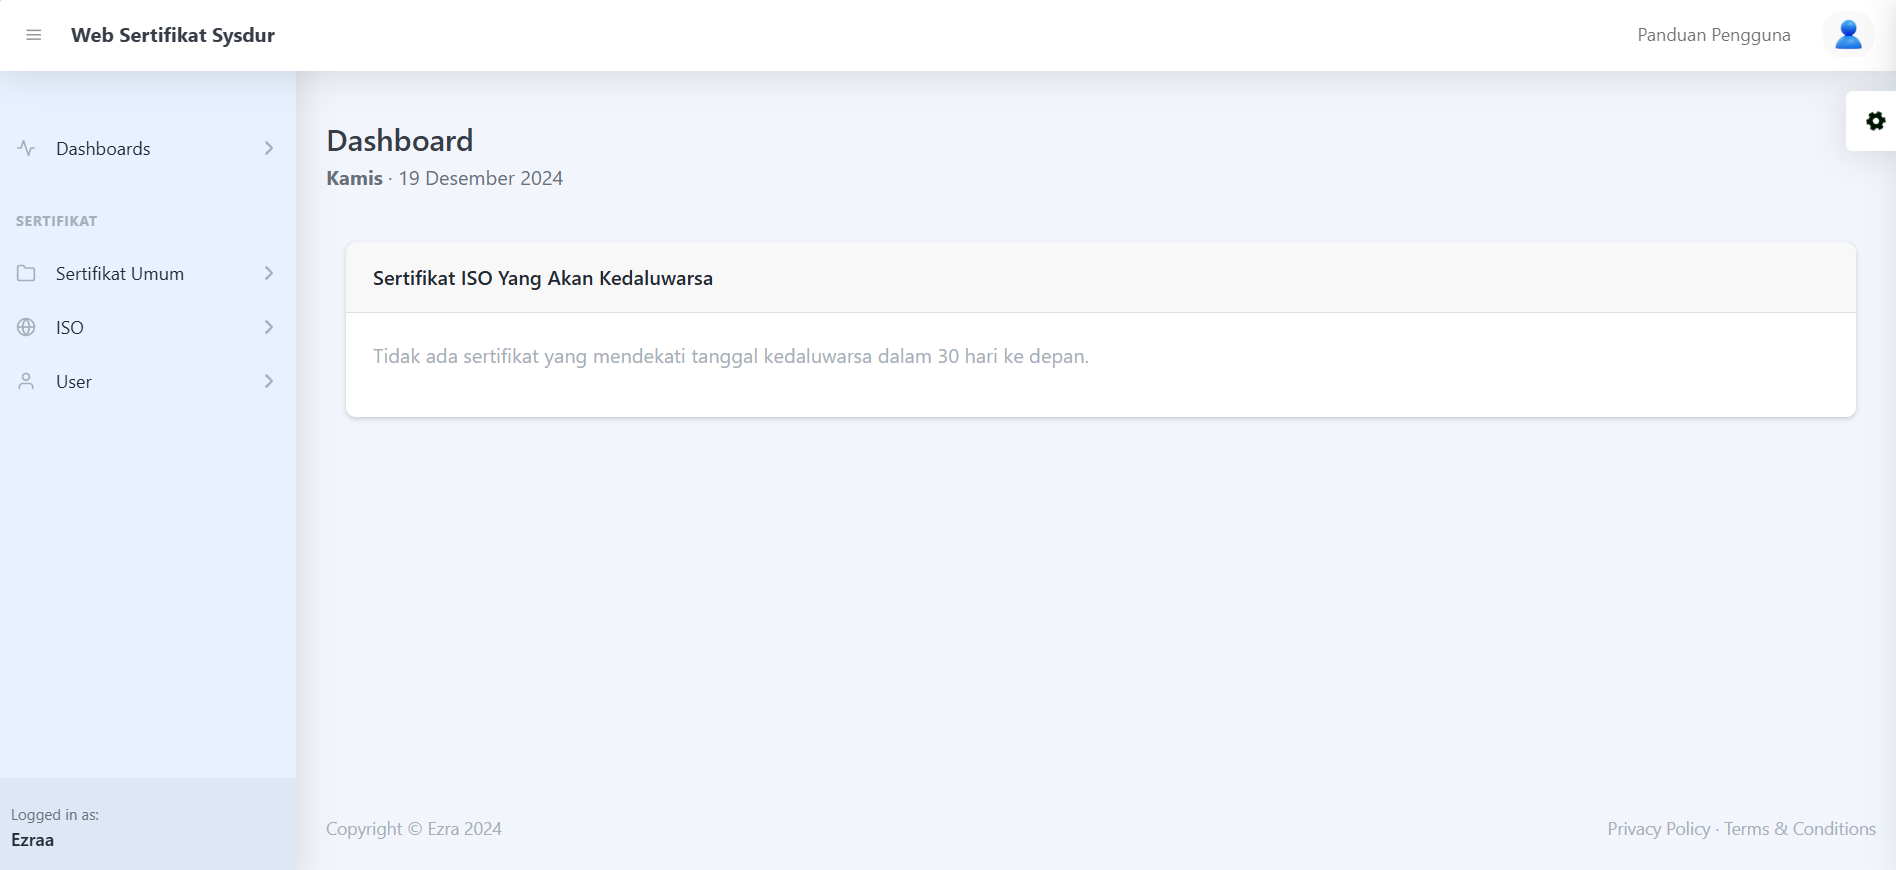 Web Sertifikat Sysdur
Panduan Pengguna
Dashboards
SERTIFIKAT
Sertifikat Umum
ISO
User
Logged in as:
Ezraa
Dashboard
Kamis · 19 Desember 2024
Sertifikat ISO Yang Akan Kedaluwarsa
Tidak ada sertifikat yang mendekati tanggal kedaluwarsa dalam 30 hari ke depan.
Copyright © Ezra 2024
Privacy Policy · Terms & Conditions